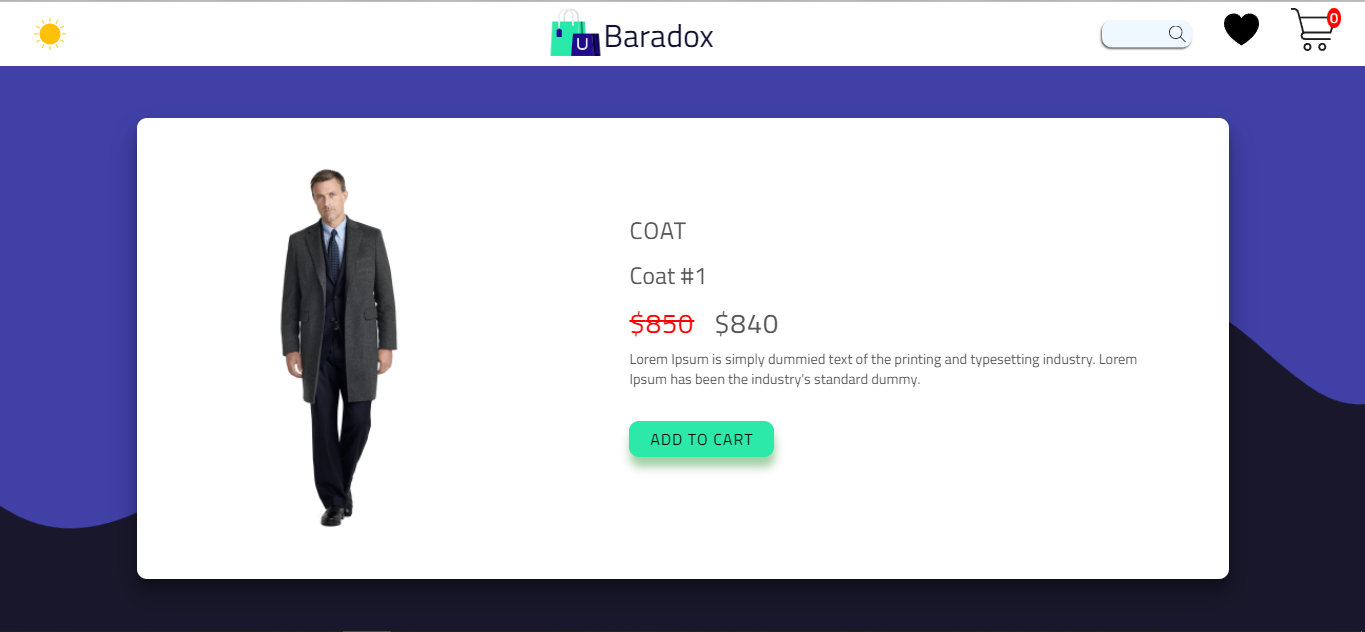 U
Baradox
0
COAT
Coat #1
$850 $840
Lorem Ipsum is simply dummied text of the printing and typesetting industry. Lorem
Ipsum has been the industry's standard dummy.
ADD TO CART